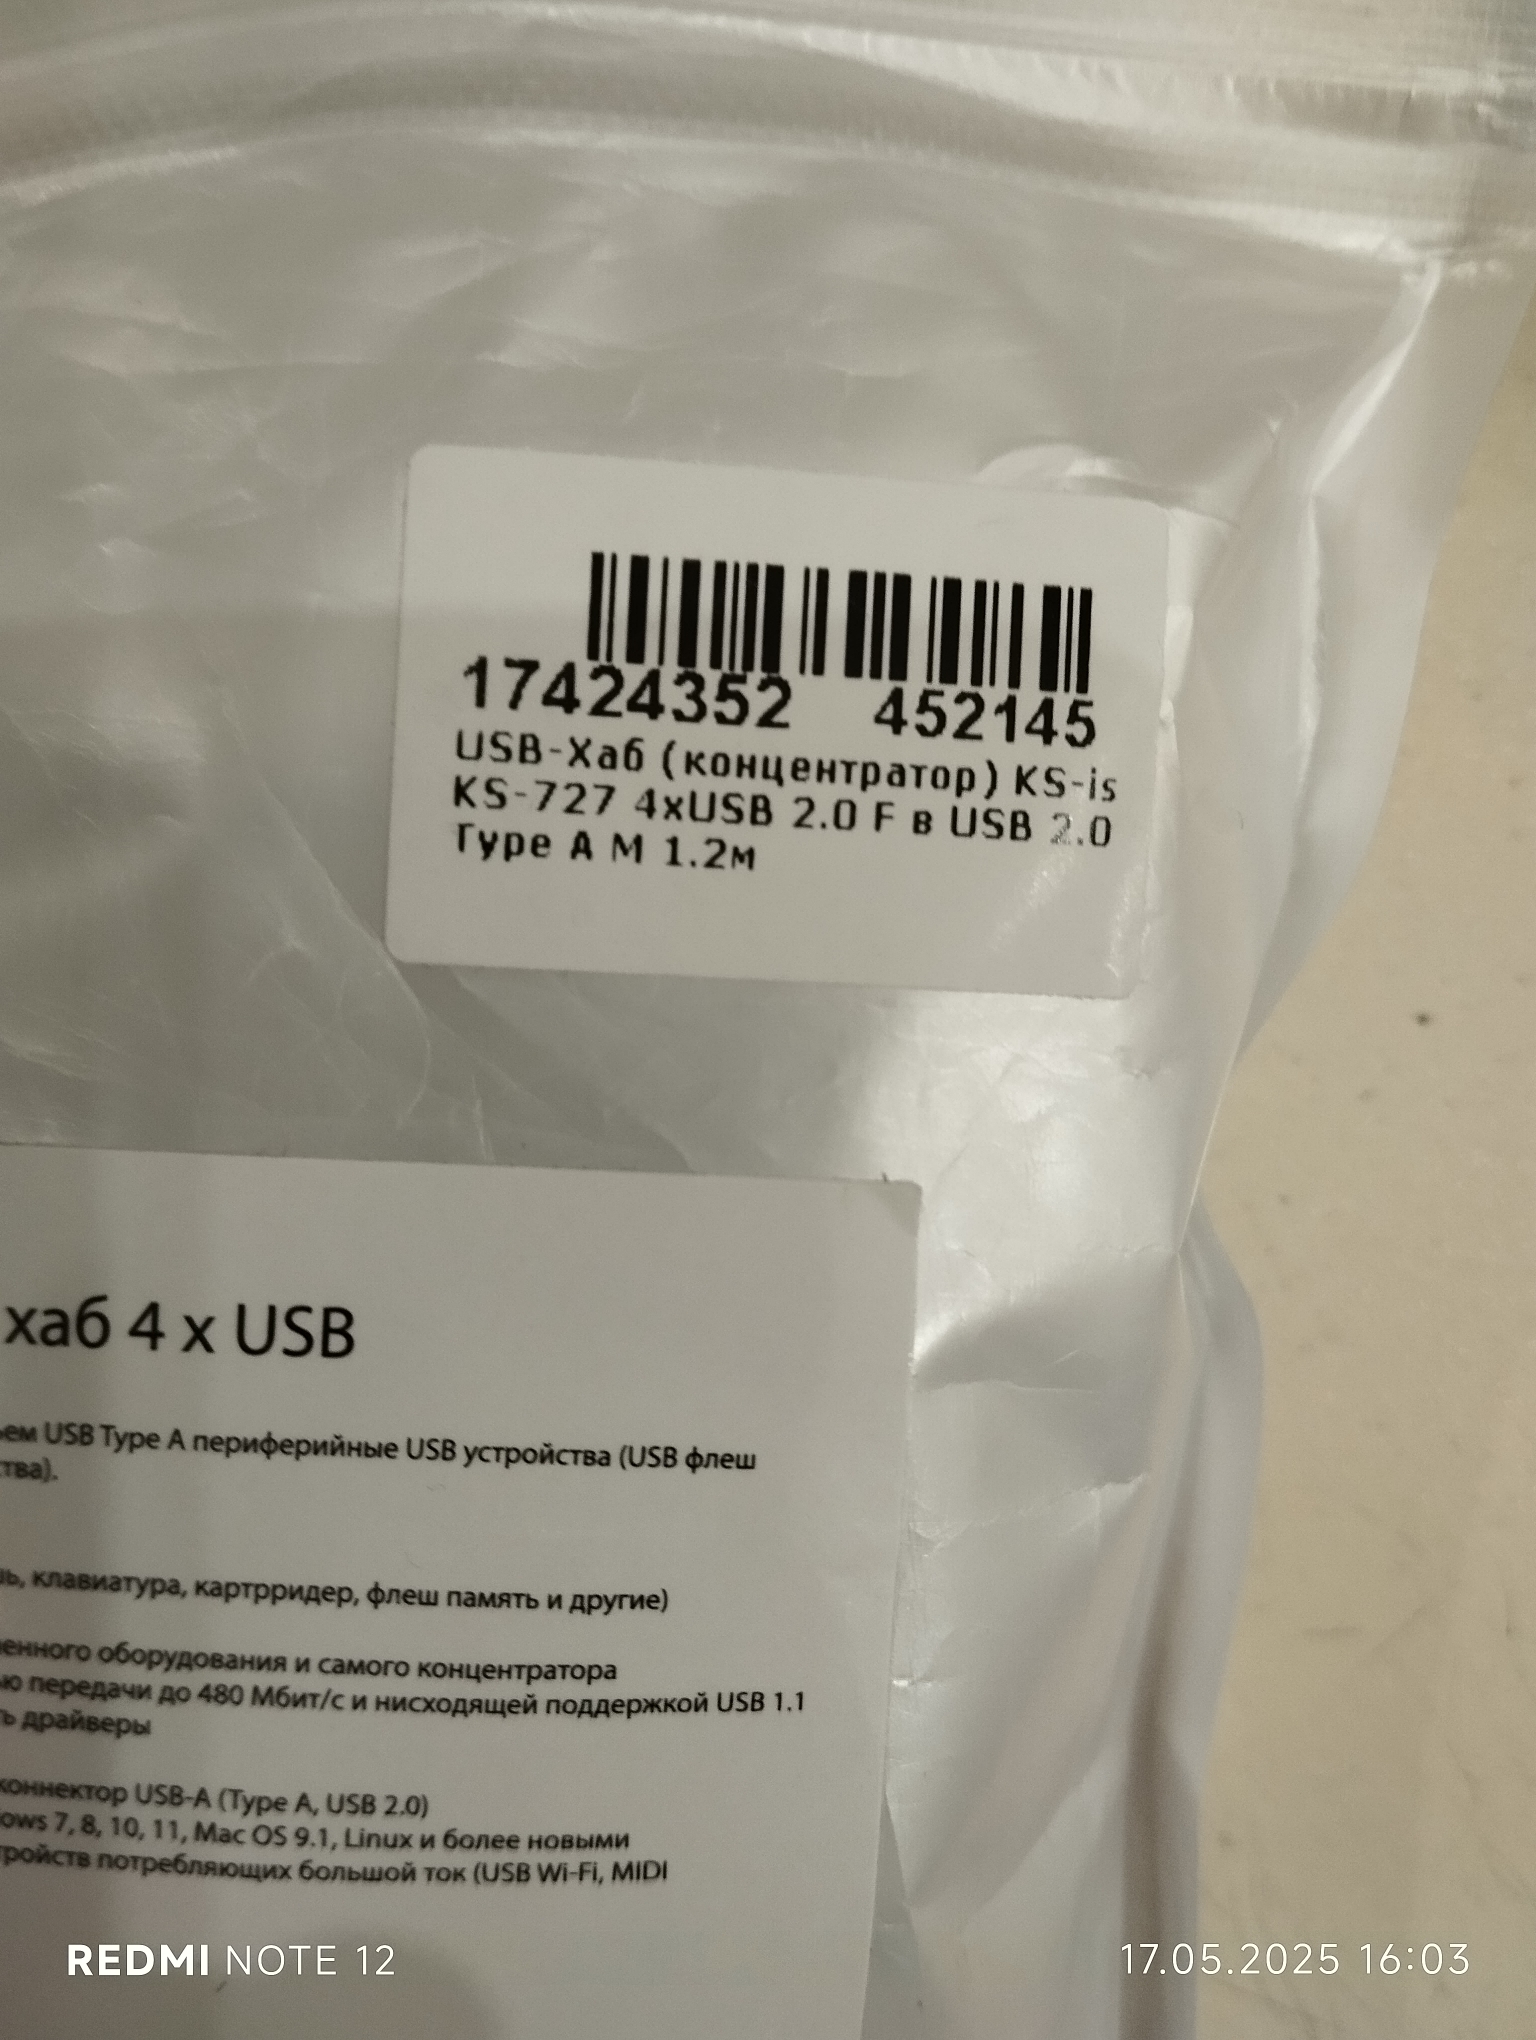 17424352 452145
USB-Хаб (концентратор) KS-is
KS-727 4xUSB 2.0 F в USB 2.0
Type A M 1.2м
хаб 4 x USB
USB Type A периферийные USB устройства (USB флеш
клавиатура, картрридер, флеш память и другие)
оборудования и самого концентратора
передачи до 480 Мбит/с и нисходящей поддержкой USB 1.1
драйверы
коннектор USB-A (Type A, USB 2.0)
7, 8, 10, 11, Mac OS 9.1, Linux и более новыми
потребляющих большой ток (USB Wi-Fi, MIDI
REDMI NOTE 12
17.05.2025 16:03